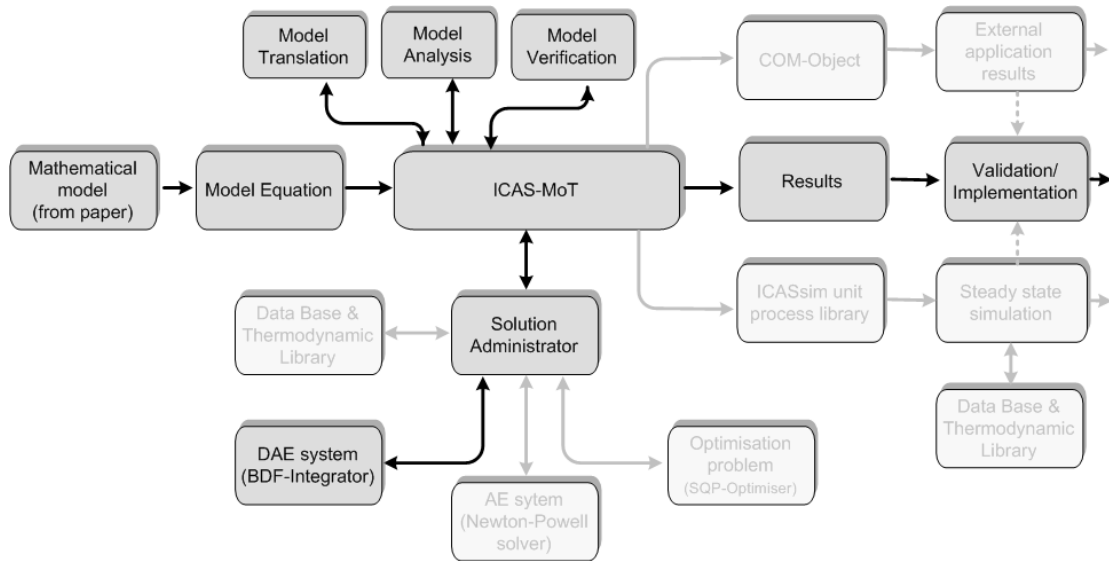 Model
Translation
Model
Analysis
Model
Verification
COM-Object
External
application
results
Mathematical
model
(from paper)
Model Equation
ICAS-MoT
Results
Validation/
Implementation
Data Base &
Thermodynamic
Library
Solution
Administrator
ICASsim unit
process library
Steady state
simulation
DAE system
(BDF-Integrator)
AE sytem
(Newton-Powell
solver)
Optimisation
problem
(SQP-Optimiser)
Data Base &
Thermodynamic
Library